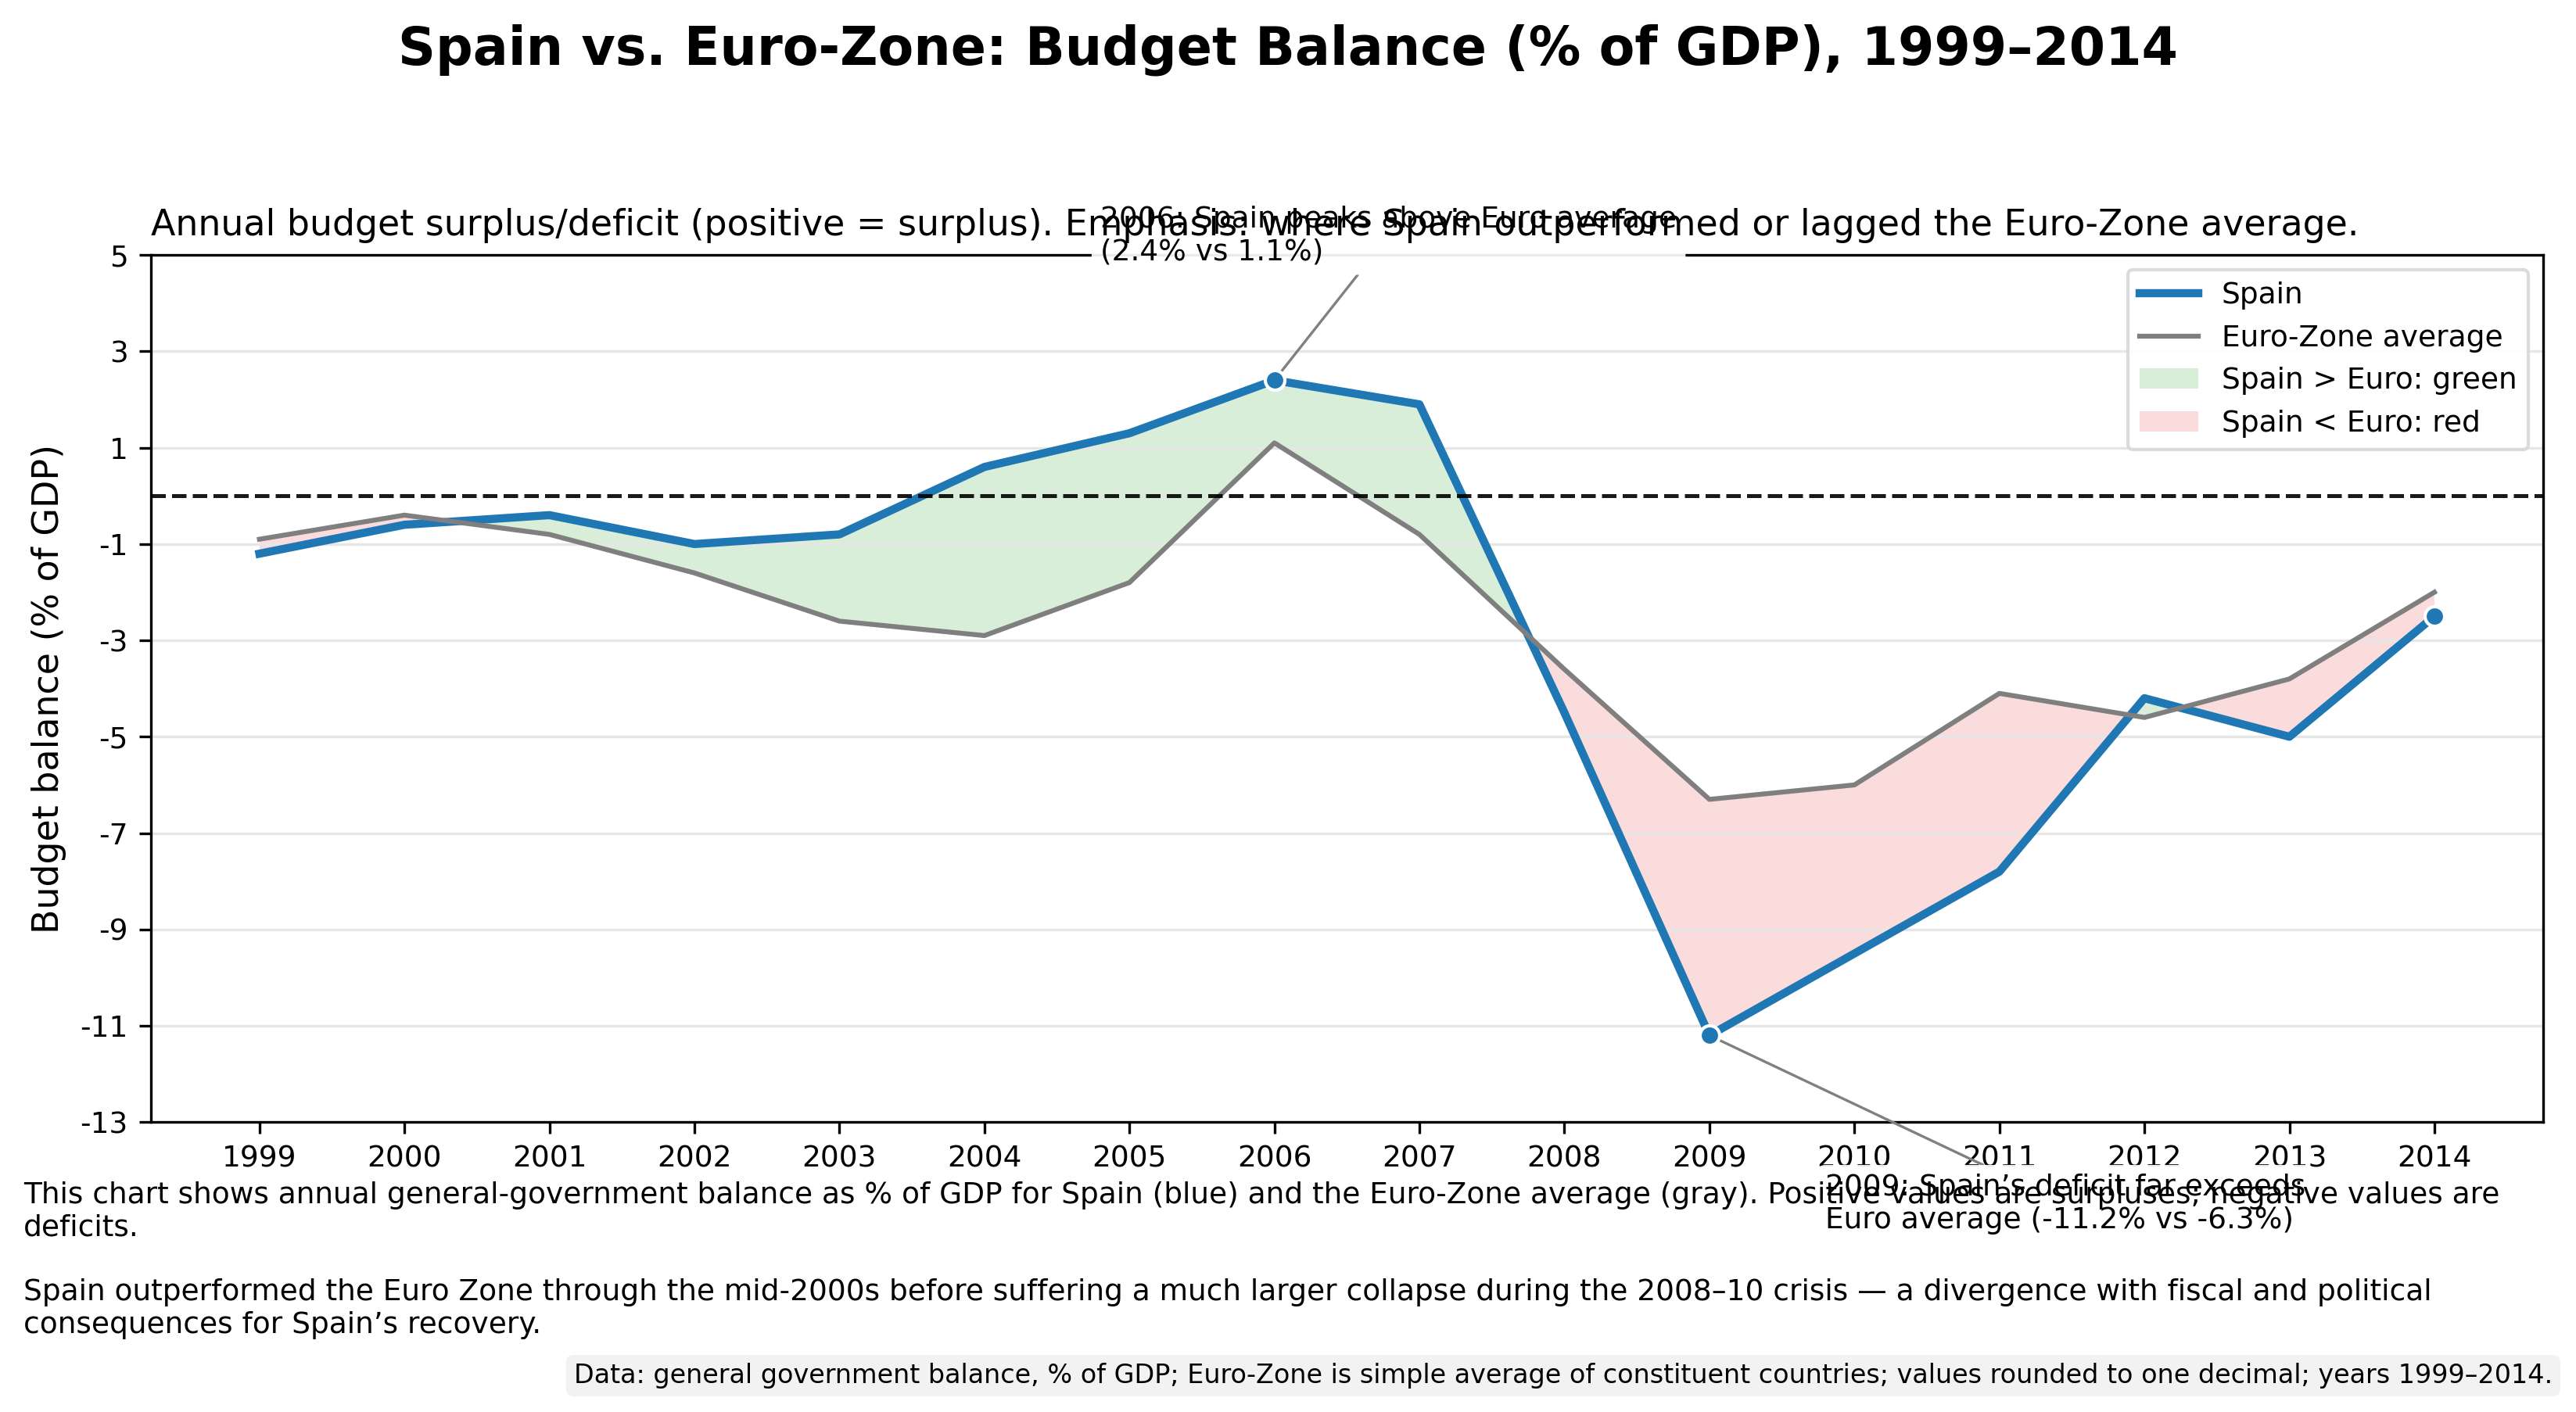 Spain vs. Euro-Zone: Budget Balance (% of GDP), 1999–2014
Annual budget surplus/deficit (positive = surplus). Emphasis: where Spain outperformed or lagged the Euro-Zone average.
2006: Spain peaks above Euro average
(2.4% vs 1.1%)
Spain
Euro-Zone average
Spain > Euro: green
Spain < Euro: red
Budget balance (% of GDP)
5
3
1
-1
-3
-5
-7
-9
-11
-13
1999 2000 2001 2002 2003 2004 2005 2006 2007 2008 2009 2010 2011 2012 2013 2014
2009: Spain’s deficit far exceeds
Euro average (-11.2% vs -6.3%)
This chart shows annual general-government balance as % of GDP for Spain (blue) and the Euro-Zone average (gray). Positive values are surpluses; negative values are
deficits.
Spain outperformed the Euro Zone through the mid-2000s before suffering a much larger collapse during the 2008–10 crisis — a divergence with fiscal and political
consequences for Spain’s recovery.
Data: general government balance, % of GDP; Euro-Zone is simple average of constituent countries; values rounded to one decimal; years 1999–2014.